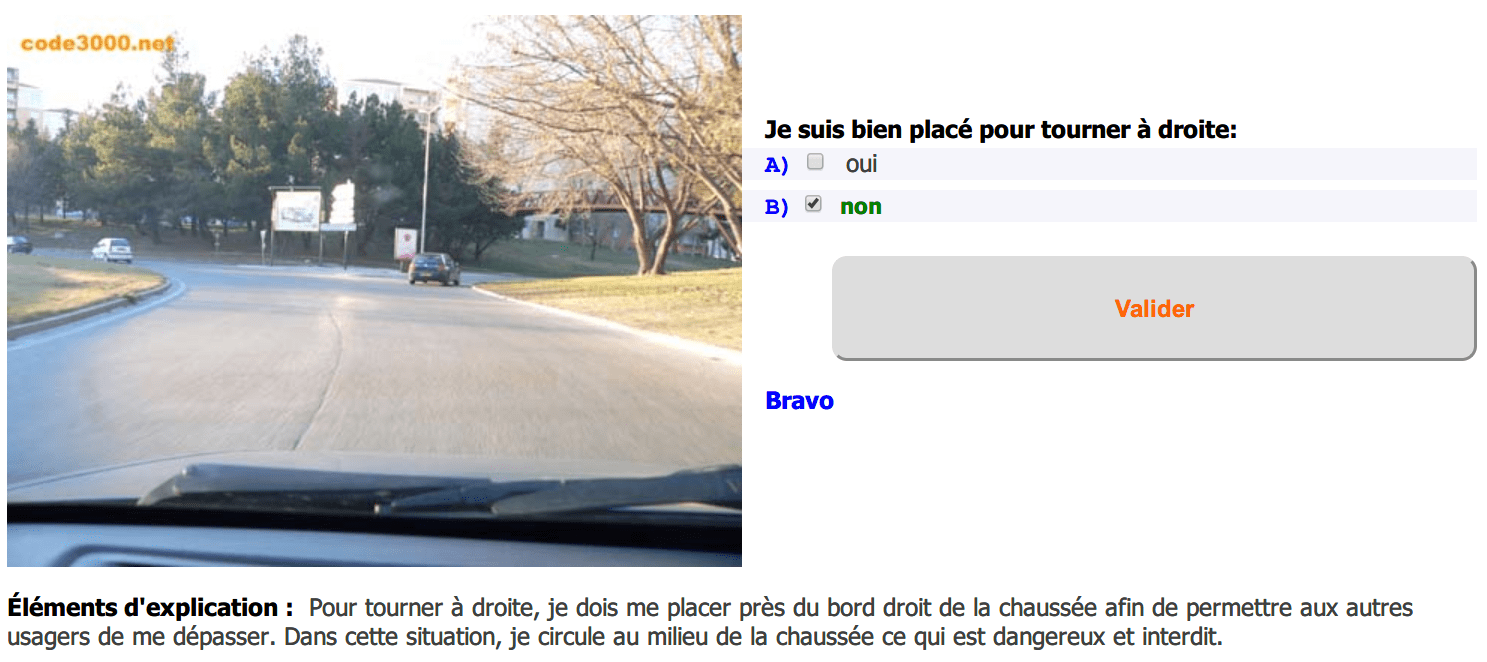 code3000.net
Je suis bien placé pour tourner à droite:
A) oui
B) non
Valider
Bravo
Éléments d'explication : Pour tourner à droite, je dois me placer près du bord droit de la chaussée afin de permettre aux autres
usagers de me dépasser. Dans cette situation, je circule au milieu de la chaussée ce qui est dangereux et interdit.